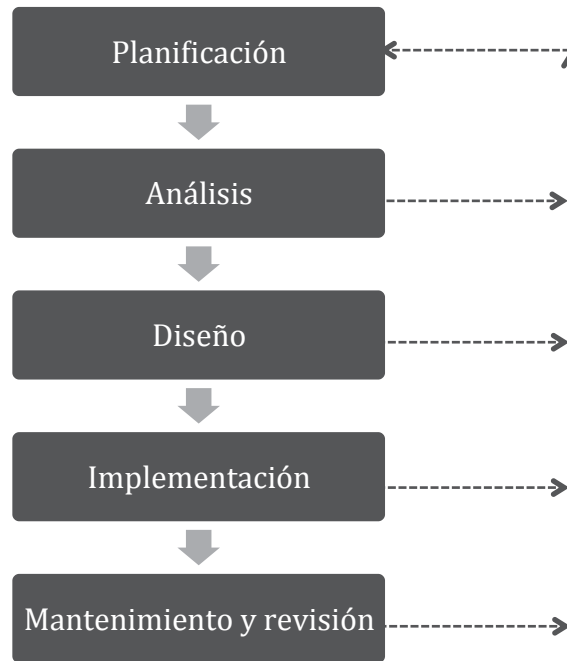 Planificación
Análisis
Diseño
Implementación
Mantenimiento y revisión